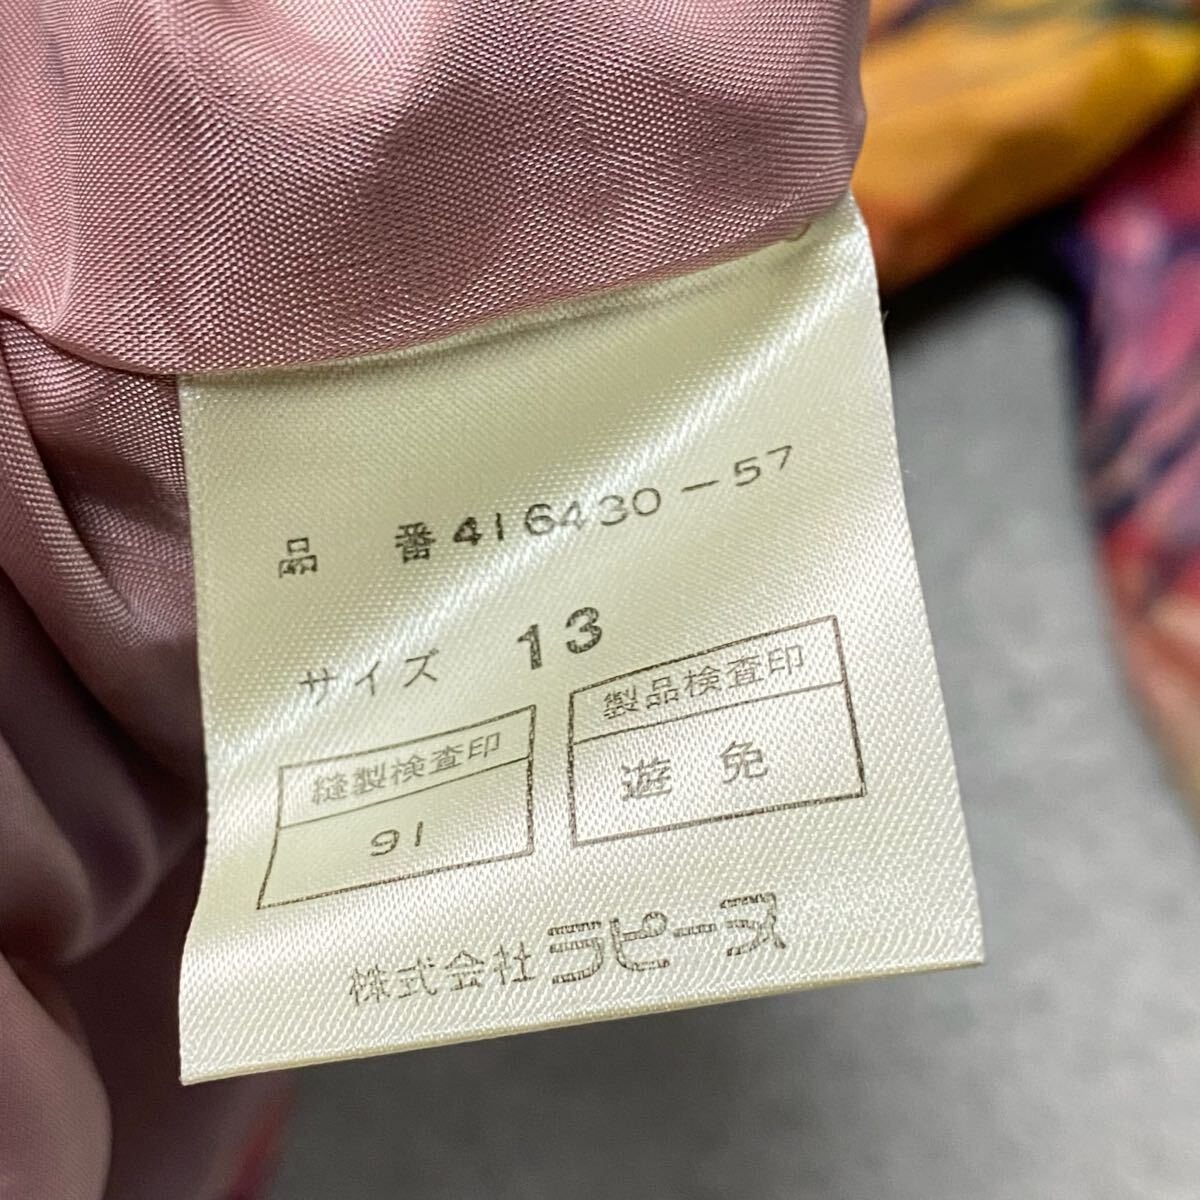 品 番 416430-57
サイズ 13
縫製検査印
91
製品検査印
遊 免
株式会社 ラピーヌ